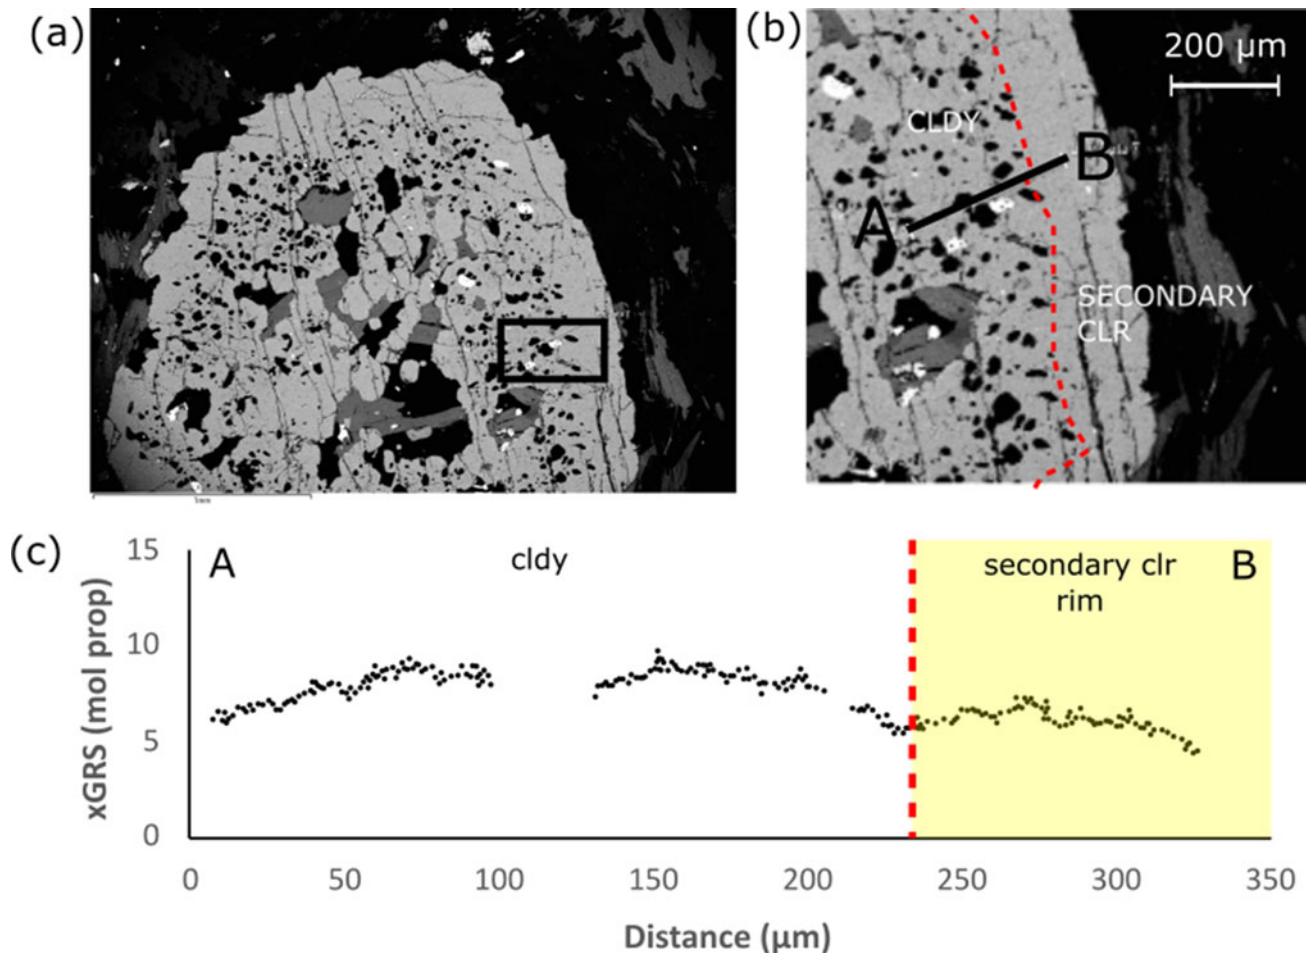 (a)
1mm
(b)
200 μm
CLDY
A
B
SECONDARY
CLR
(c)
15
10
5
0
xGRS (mol prop)
A
cldy
secondary clr
rim
B
0 50 100 150 200 250 300 350
Distance (μm)